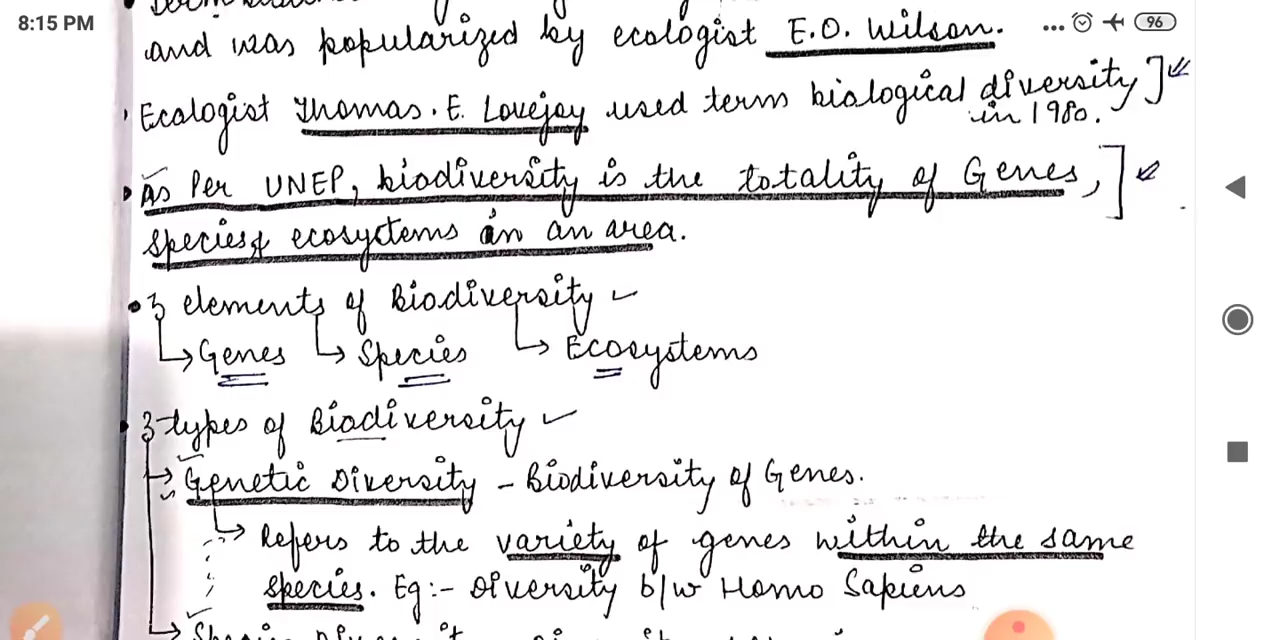 8:15 PM
96
and was popularized by ecologist E.O. Wilson.
Ecologist Thomas. E. Lovejoy used term biological diversity
in 1980.
As Per UNEP, biodiversity is the totality of Genes,
species & ecosystems in an area.
3 elements of Biodiversity
Genes Species Ecosystems
3 types of Biodiversity
Genetic Diversity - Biodiversity of Genes.
Refers to the variety of genes within the same
species. Eg:- Diversity b/w Homo Sapiens